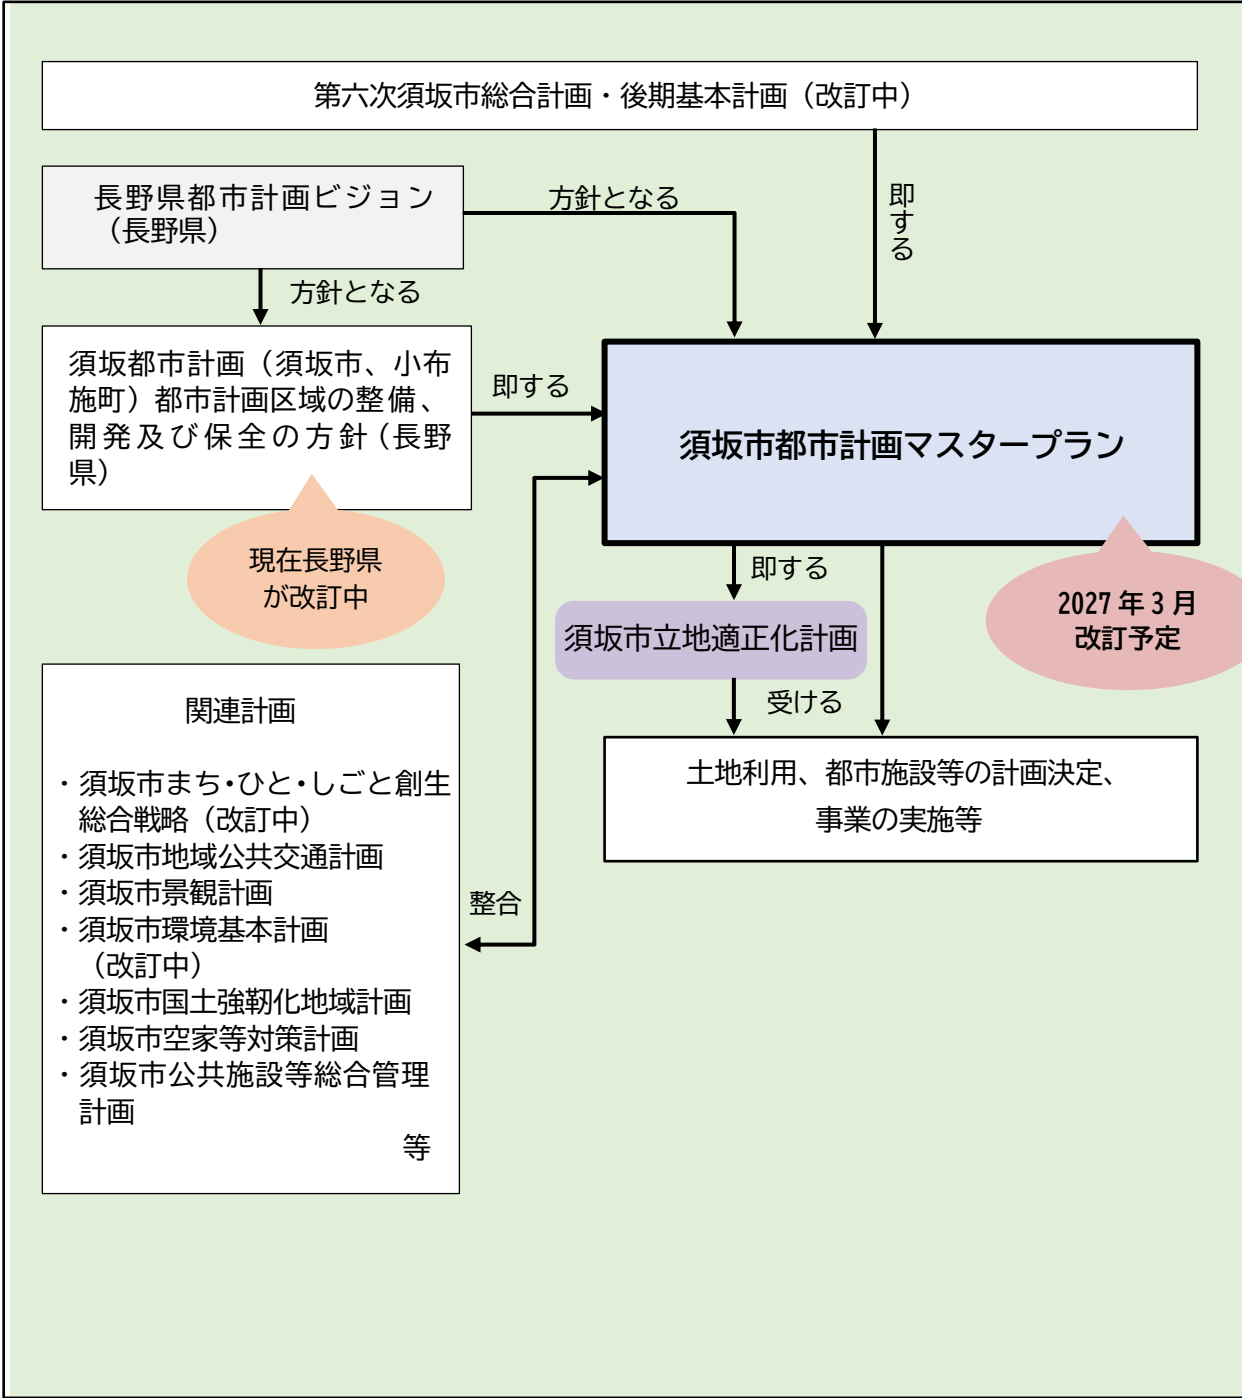 第六次須坂市総合計画・後期基本計画（改訂中）
長野県都市計画ビジョン
（長野県）
方針となる
即する
方針となる
須坂都市計画（須坂市、小布
施町）都市計画区域の整備、
開発及び保全の方針（長野
県）
即する
須坂市都市計画マスタープラン
現在長野県
が改訂中
即する
2027年3月
改訂予定
須坂市立地適正化計画
受ける
土地利用、都市施設等の計画決定、
事業の実施等
関連計画
・須坂市まち・ひと・しごと創生
総合戦略（改訂中）
・須坂市地域公共交通計画
・須坂市景観計画
・須坂市環境基本計画
（改訂中）
・須坂市国土強靭化地域計画
・須坂市空家等対策計画
・須坂市公共施設等総合管理
計画
等
整合